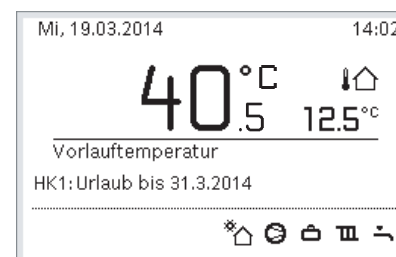 Mi, 19.03.2014 14:02
40.5 °C
12.5°C
Vorlauftemperatur
HK1: Urlaub bis 31.3.2014